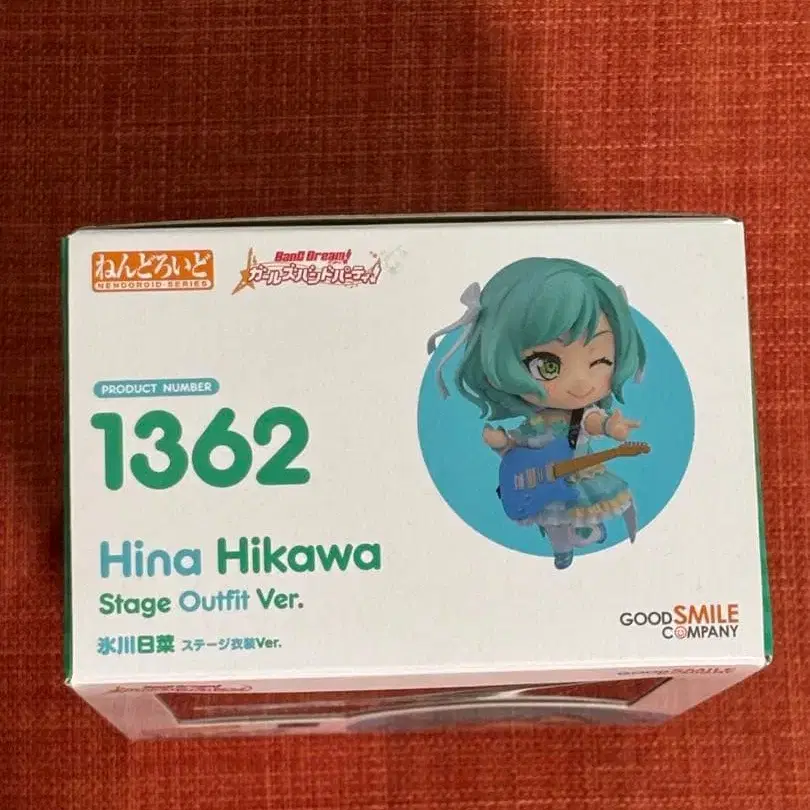 ねんどろいど
NENDOROID SERIES
BanG Dream!
ガールズバンドパーティ!
PRODUCT NUMBER
1362
Hina Hikawa
Stage Outfit Ver.
氷川日菜 ステージ衣装Ver.
GOOD SMILE
COMPANY
GOOD SMILE